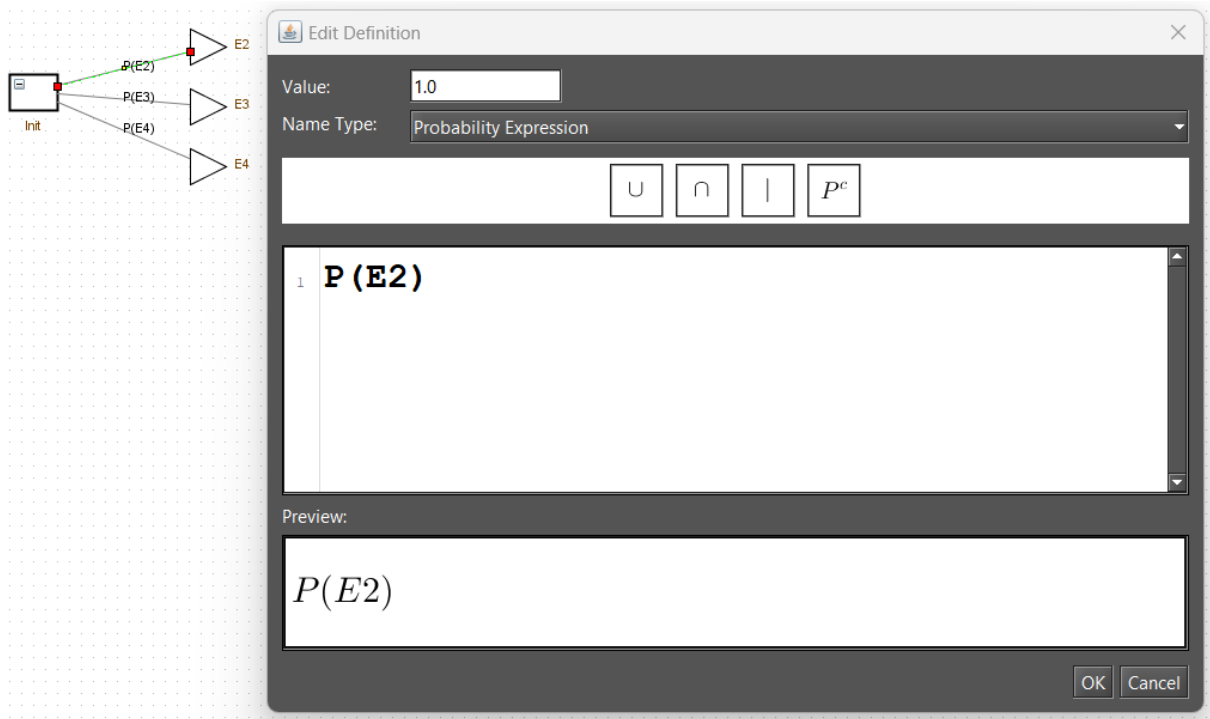 P(E2)
E2
P(E3)
E3
Init
P(E4)
E4
Edit Definition
Value: 1.0
Name Type: Probability Expression
∪ ∩ | Pᶜ
1 P(E2)
Preview:
P(E2)
OK Cancel